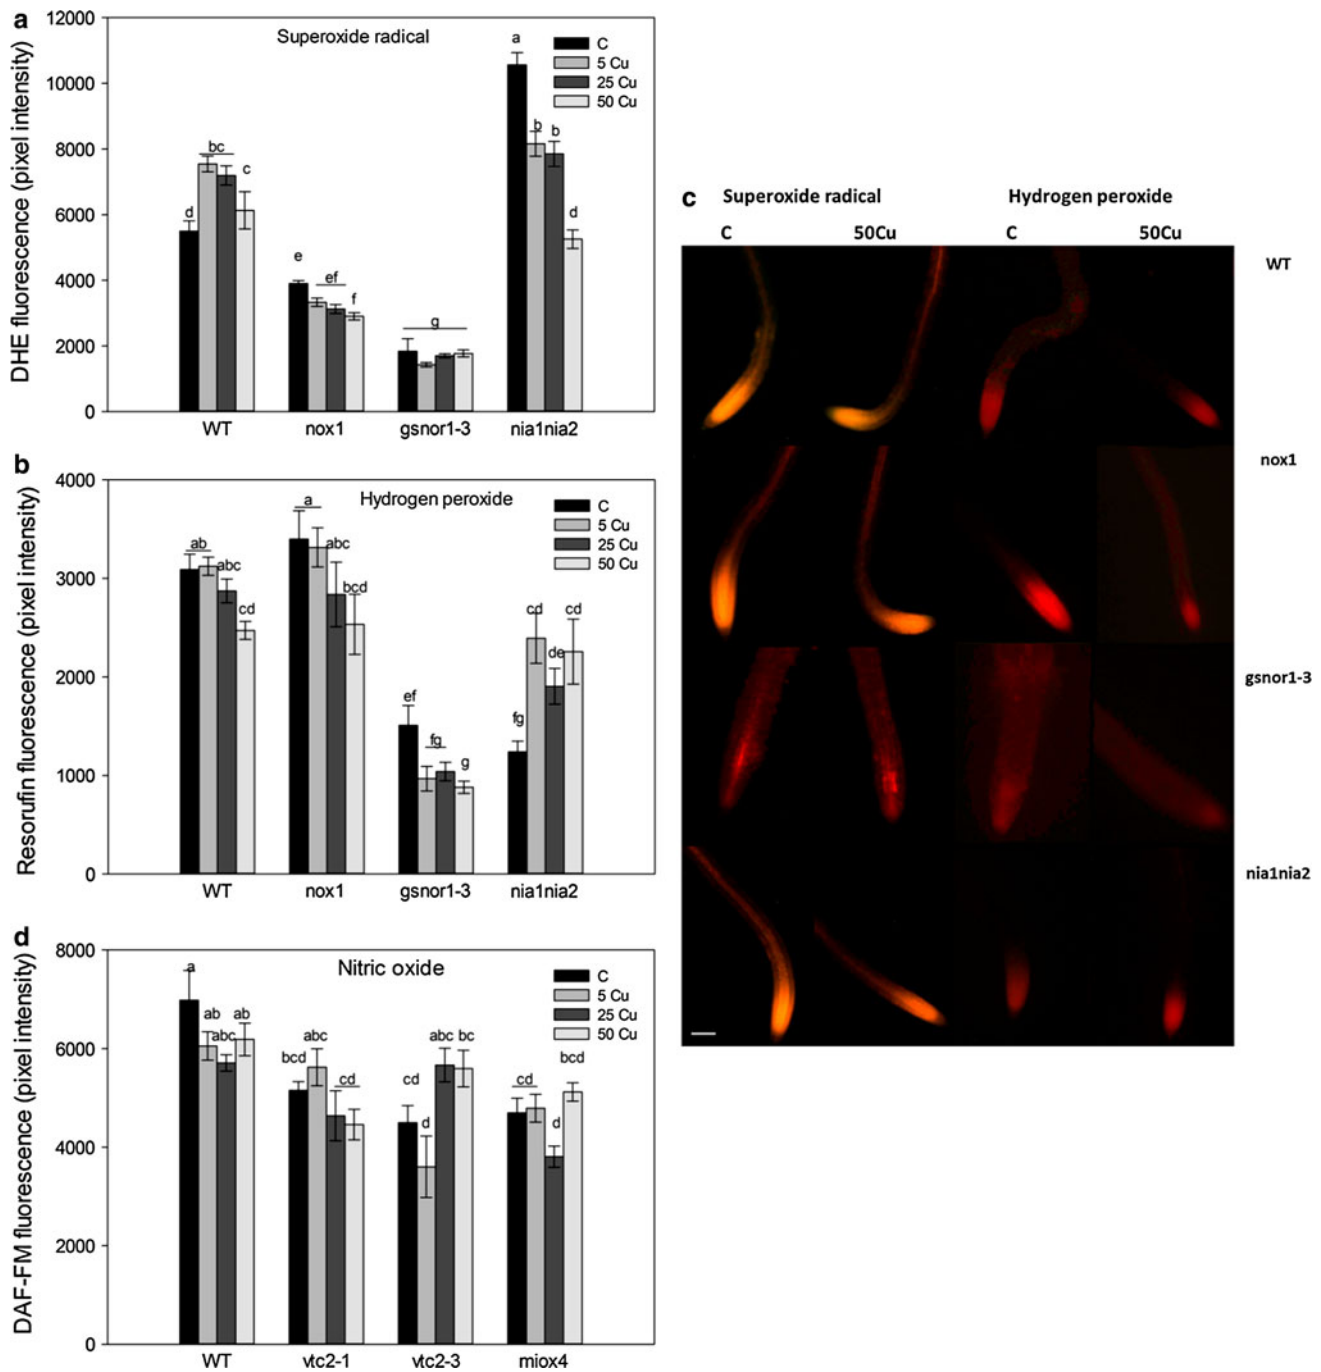 a
Superoxide radical
DHE fluorescence (pixel intensity)
12000
10000
8000
6000
4000
2000
0
C
5 Cu
25 Cu
50 Cu
d
bc
c
e
ef
f
g
a
b
b
d
WT nox1 gsnor1-3 nia1nia2
b
Hydrogen peroxide
Resorufin fluorescence (pixel intensity)
4000
3000
2000
1000
0
C
5 Cu
25 Cu
50 Cu
ab
abc
cd
a
abc
bcd
ef
fg
g
fg
cd
de
cd
WT nox1 gsnor1-3 nia1nia2
d
Nitric oxide
DAF-FM fluorescence (pixel intensity)
8000
6000
4000
2000
0
C
5 Cu
25 Cu
50 Cu
a
ab
abc
ab
bcd
abc
cd
cd
d
abc
bc
cd
d
bcd
WT vtc2-1 vtc2-3 miox4
c
Superoxide radical Hydrogen peroxide
C 50Cu C 50Cu
WT
nox1
gsnor1-3
nia1nia2